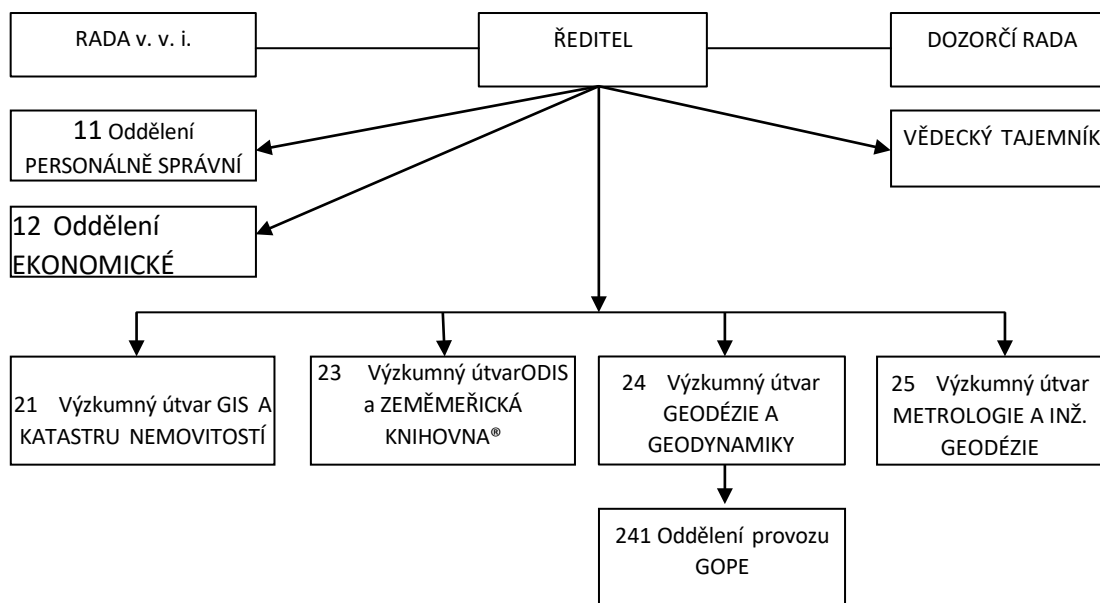 RADA v. v. i.
ŘEDITEL
DOZORČÍ RADA
11 Oddělení
PERSONÁLNĚ SPRÁVNÍ
VĚDECKÝ TAJEMNÍK
12 Oddělení
EKONOMICKÉ
21 Výzkumný útvar GIS A
KATASTRU NEMOVITOSTÍ
23 Výzkumný útvarODIS
a ZEMĚMĚŘICKÁ
KNIHOVNA®
24 Výzkumný útvar
GEODÉZIE A
GEODYNAMIKY
25 Výzkumný útvar
METROLOGIE A INŽ.
GEODÉZIE
241 Oddělení provozu
GOPE